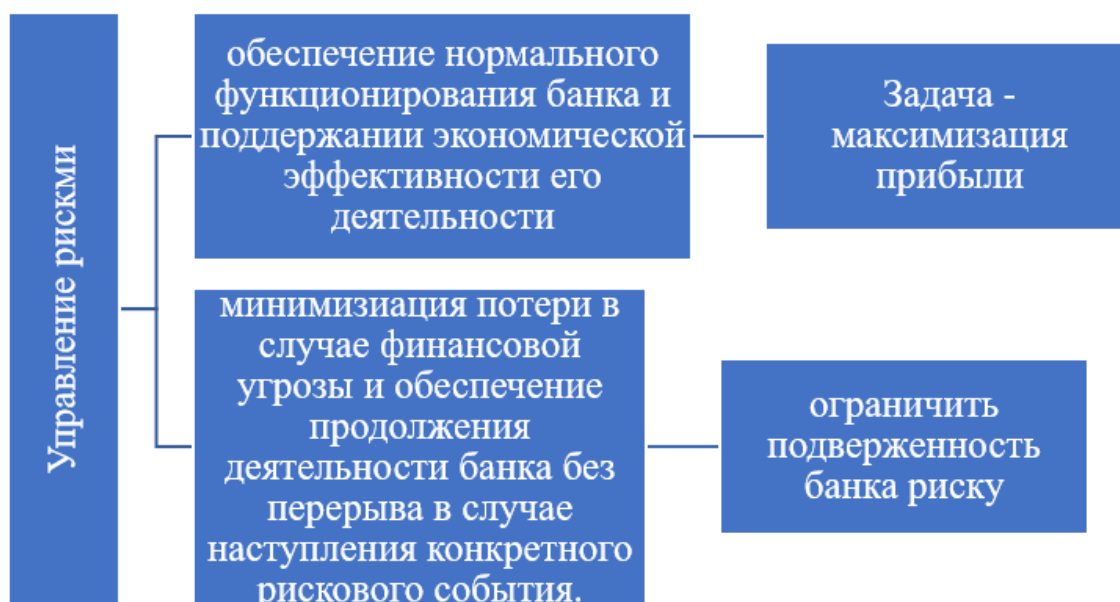 Управление рискми
обеспечение нормального
функционирования банка и
поддержании экономической
эффективности его
деятельности
Задача -
максимизация
прибыли
минимизиация потери в
случае финансовой
угрозы и обеспечение
продолжения
деятельности банка без
перерыва в случае
наступления конкретного
рискового события.
ограничить
подверженность
банка риску